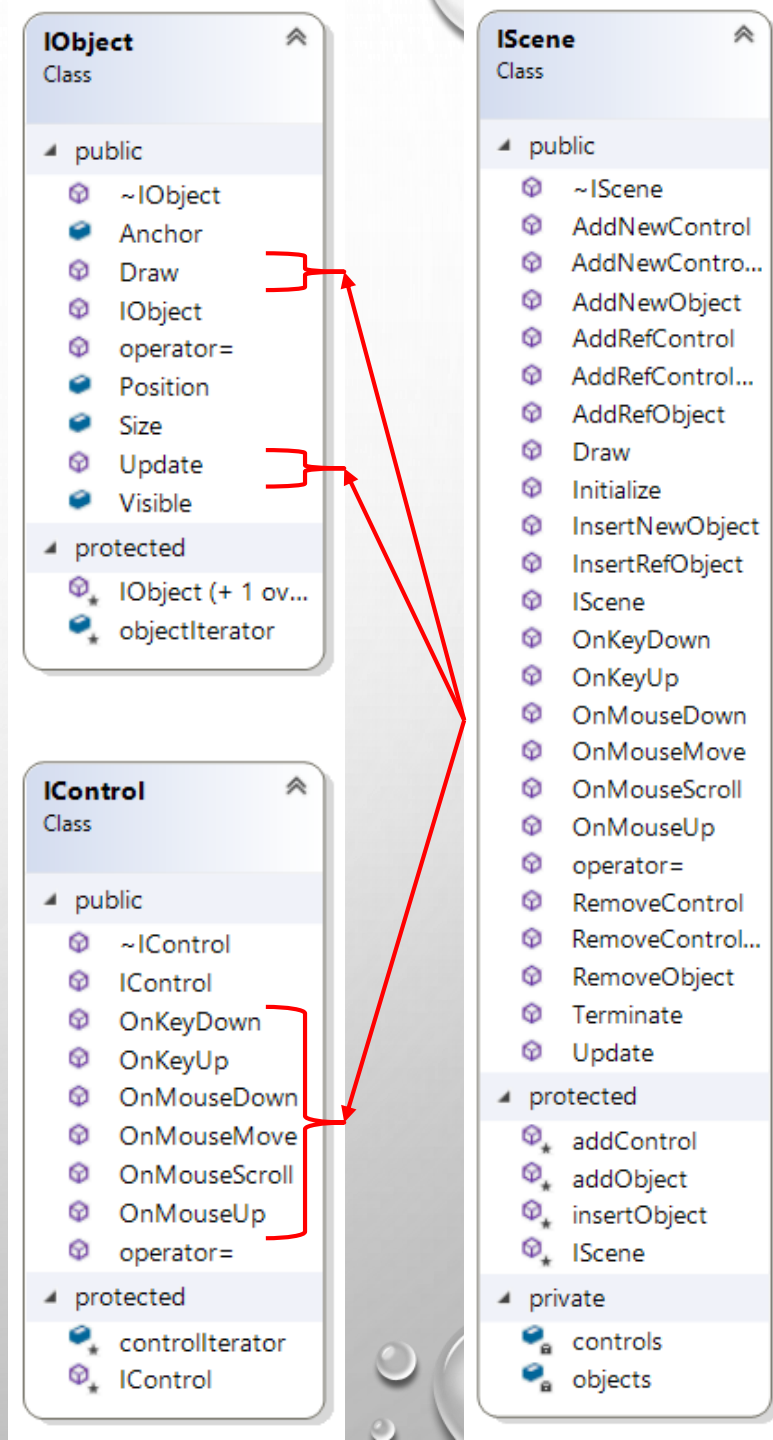 IObject
Class
public
~IObject
Anchor
Draw
IObject
operator=
Position
Size
Update
Visible
protected
IObject (+ 1 ov...
objectIterator
IControl
Class
public
~IControl
IControl
OnKeyDown
OnKeyUp
OnMouseDown
OnMouseMove
OnMouseScroll
OnMouseUp
operator=
protected
controlIterator
IControl
IScene
Class
public
~IScene
AddNewControl
AddNewContro...
AddNewObject
AddRefControl
AddRefControl...
AddRefObject
Draw
Initialize
InsertNewObject
InsertRefObject
IScene
OnKeyDown
OnKeyUp
OnMouseDown
OnMouseMove
OnMouseScroll
OnMouseUp
operator=
RemoveControl
RemoveControl...
RemoveObject
Terminate
Update
protected
addControl
addObject
insertObject
IScene
private
controls
objects